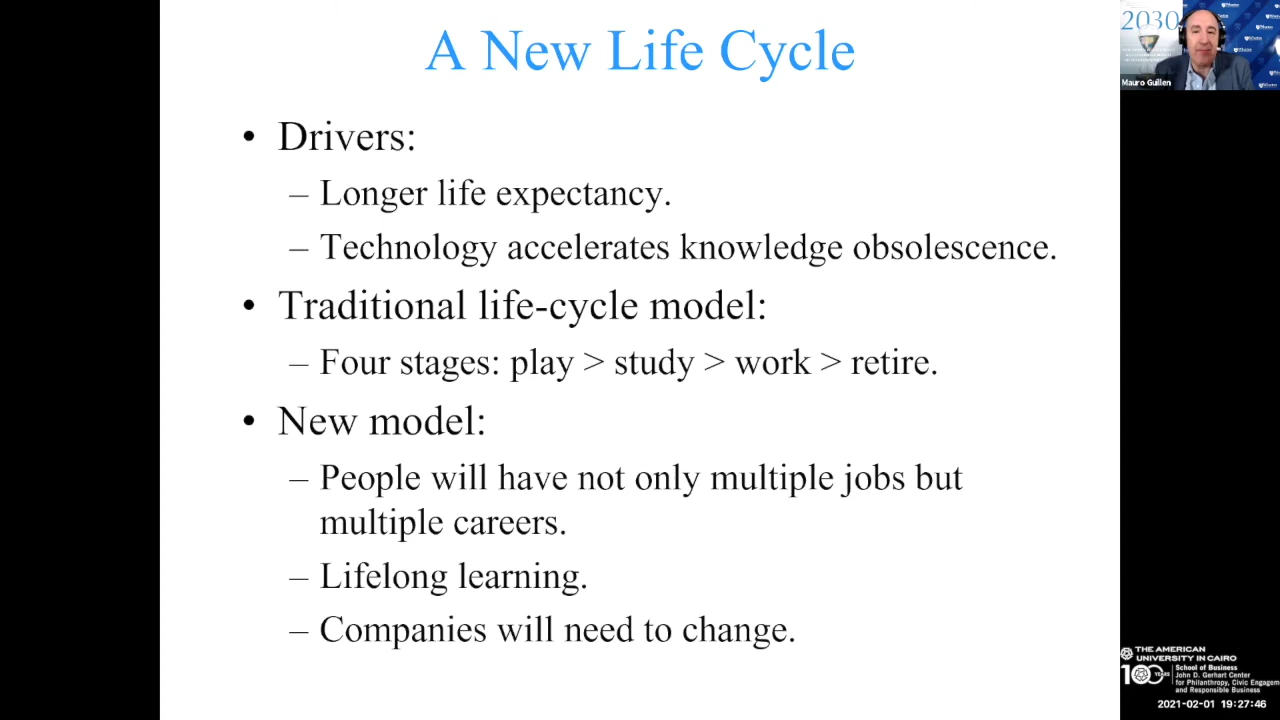 A New Life Cycle
• Drivers:
– Longer life expectancy.
– Technology accelerates knowledge obsolescence.
• Traditional life-cycle model:
– Four stages: play > study > work > retire.
• New model:
– People will have not only multiple jobs but
multiple careers.
– Lifelong learning.
– Companies will need to change.
2030
Mauro Guillen
THE AMERICAN
UNIVERSITY IN CAIRO
100 YEARS
School of Business
John D. Gerhart Center
for Philanthropy, Civic Engagem
and Responsible Business
2021-02-01 19:27:46